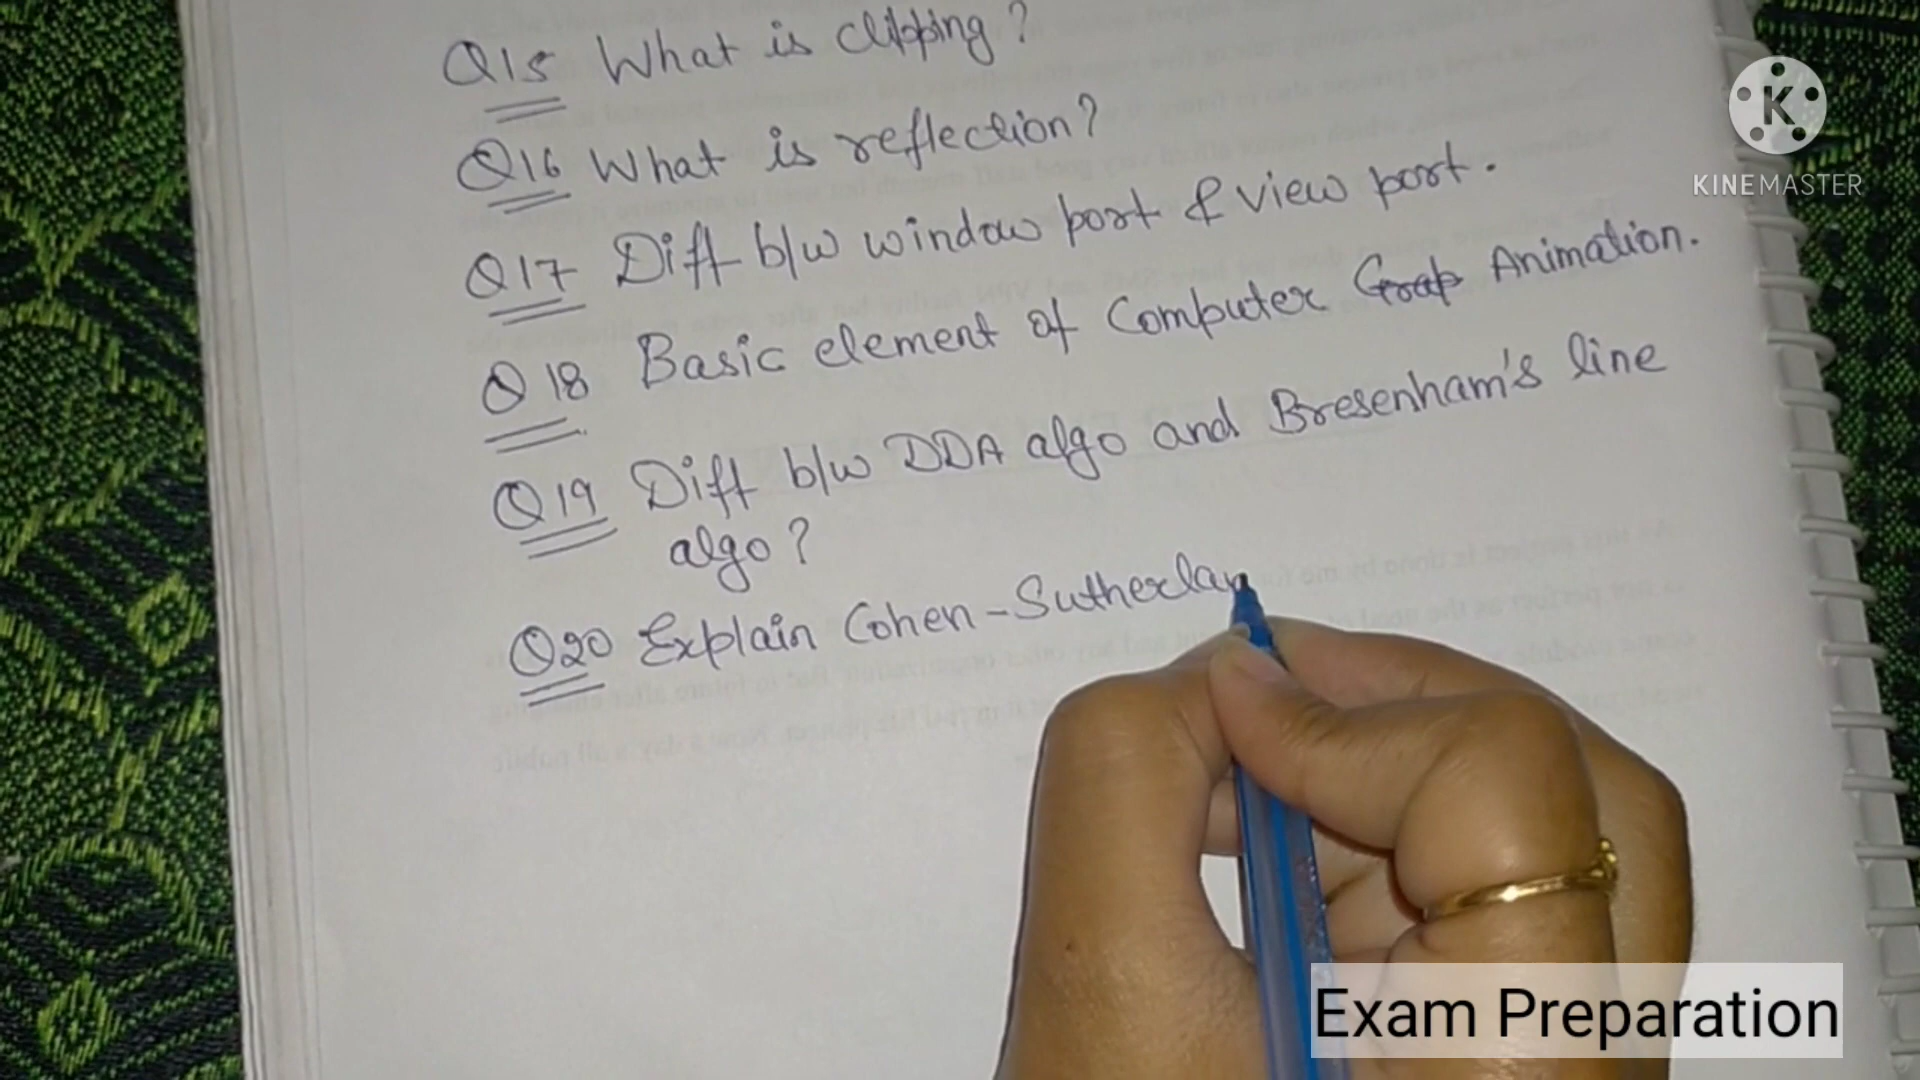 Q15 What is clipping?
Q16 What is reflection?
Q17 Diff b/w window port & view port.
Q18 Basic element of Computer Grap Animation.
Q19 Diff b/w DDA algo and Bresenham's line
algo?
Q20 Explain Cohen-Sutherlan
K
KINEMASTER
Exam Preparation